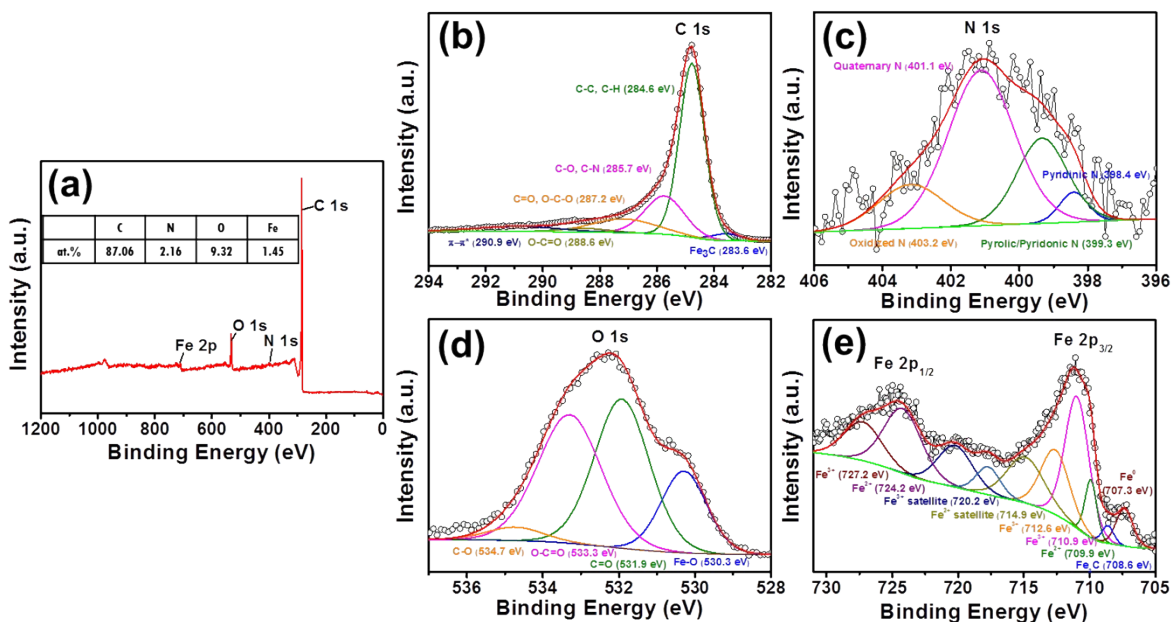 (a)
C N O Fe
at.% 87.06 2.16 9.32 1.45
C 1s
O 1s
Fe 2p
N 1s
Intensity (a.u.)
1200 1000 800 600 400 200 0
Binding Energy (eV)
(b)
C 1s
C-C, C-H (284.6 eV)
C-O, C-N (285.7 eV)
C=O, O-C-O (287.2 eV)
π-π* (290.9 eV)
O-C=O (288.6 eV)
Fe3C (283.6 eV)
Intensity (a.u.)
294 292 290 288 286 284 282
Binding Energy (eV)
(c)
N 1s
Quaternary N (401.1 eV)
Pyridinic N (398.4 eV)
Oxidized N (403.2 eV)
Pyrolic/Pyridonic N (399.3 eV)
Intensity (a.u.)
406 404 402 400 398 396
Binding Energy (eV)
(d)
O 1s
C-O (534.7 eV)
O-C=O (533.3 eV)
C=O (531.9 eV)
Fe-O (530.3 eV)
Intensity (a.u.)
536 534 532 530 528
Binding Energy (eV)
(e)
Fe 2p1/2
Fe 2p3/2
Fe0
(707.3 eV)
(727.2 eV)
(724.2 eV)
satellite (720.2 eV)
satellite (714.9 eV)
(712.6 eV)
(710.9 eV)
(709.9 eV)
(708.6 eV)
Intensity (a.u.)
730 725 720 715 710 705
Binding Energy (eV)